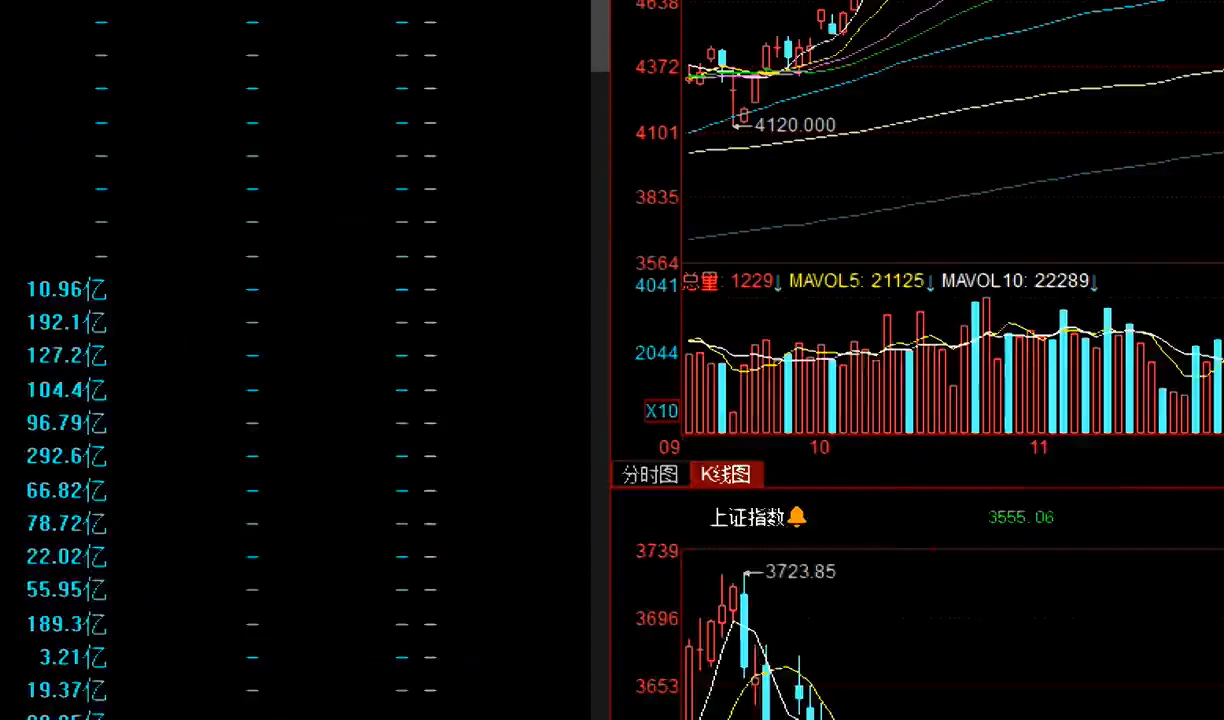 — — — —
— — — —
— — — —
— — — —
— — — —
— — — —
— — — —
— — — —
10.96亿 — — —
192.1亿 — — —
127.2亿 — — —
104.4亿 — — —
96.79亿 — — —
292.6亿 — — —
66.82亿 — — —
78.72亿 — — —
22.02亿 — — —
55.95亿 — — —
189.3亿 — — —
3.21亿 — — —
19.37亿 — — —
4638
4372
4120.000
4101
3835
3564
总量: 1229↓ MAVOL5: 21125↓ MAVOL10: 22289↓
4041
2044
X10
09 10 11
分时图 K线图
上证指数 3555.06
3739
3723.85
3696
3653